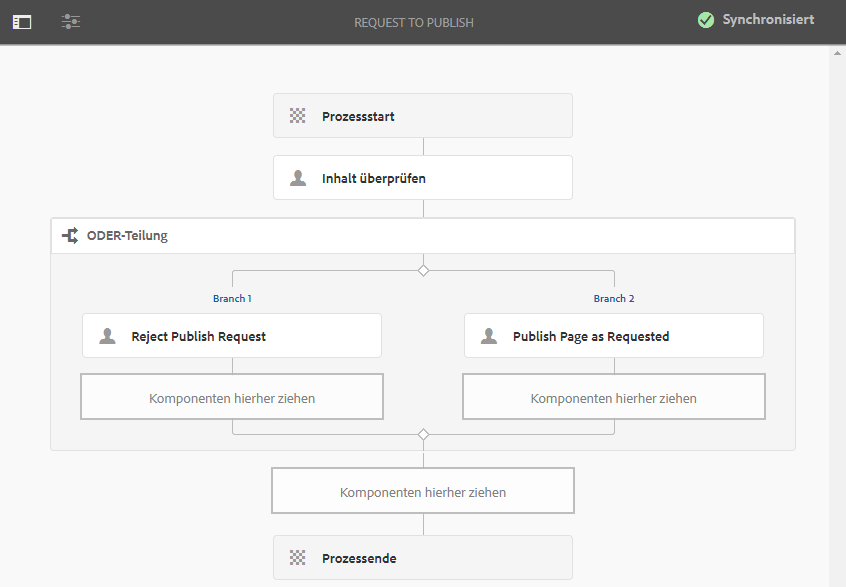 REQUEST TO PUBLISH
Synchronisiert
Prozessstart
Inhalt überprüfen
ODER-Teilung
Branch 1
Branch 2
Reject Publish Request
Publish Page as Requested
Komponenten hierher ziehen
Komponenten hierher ziehen
Komponenten hierher ziehen
Prozessende